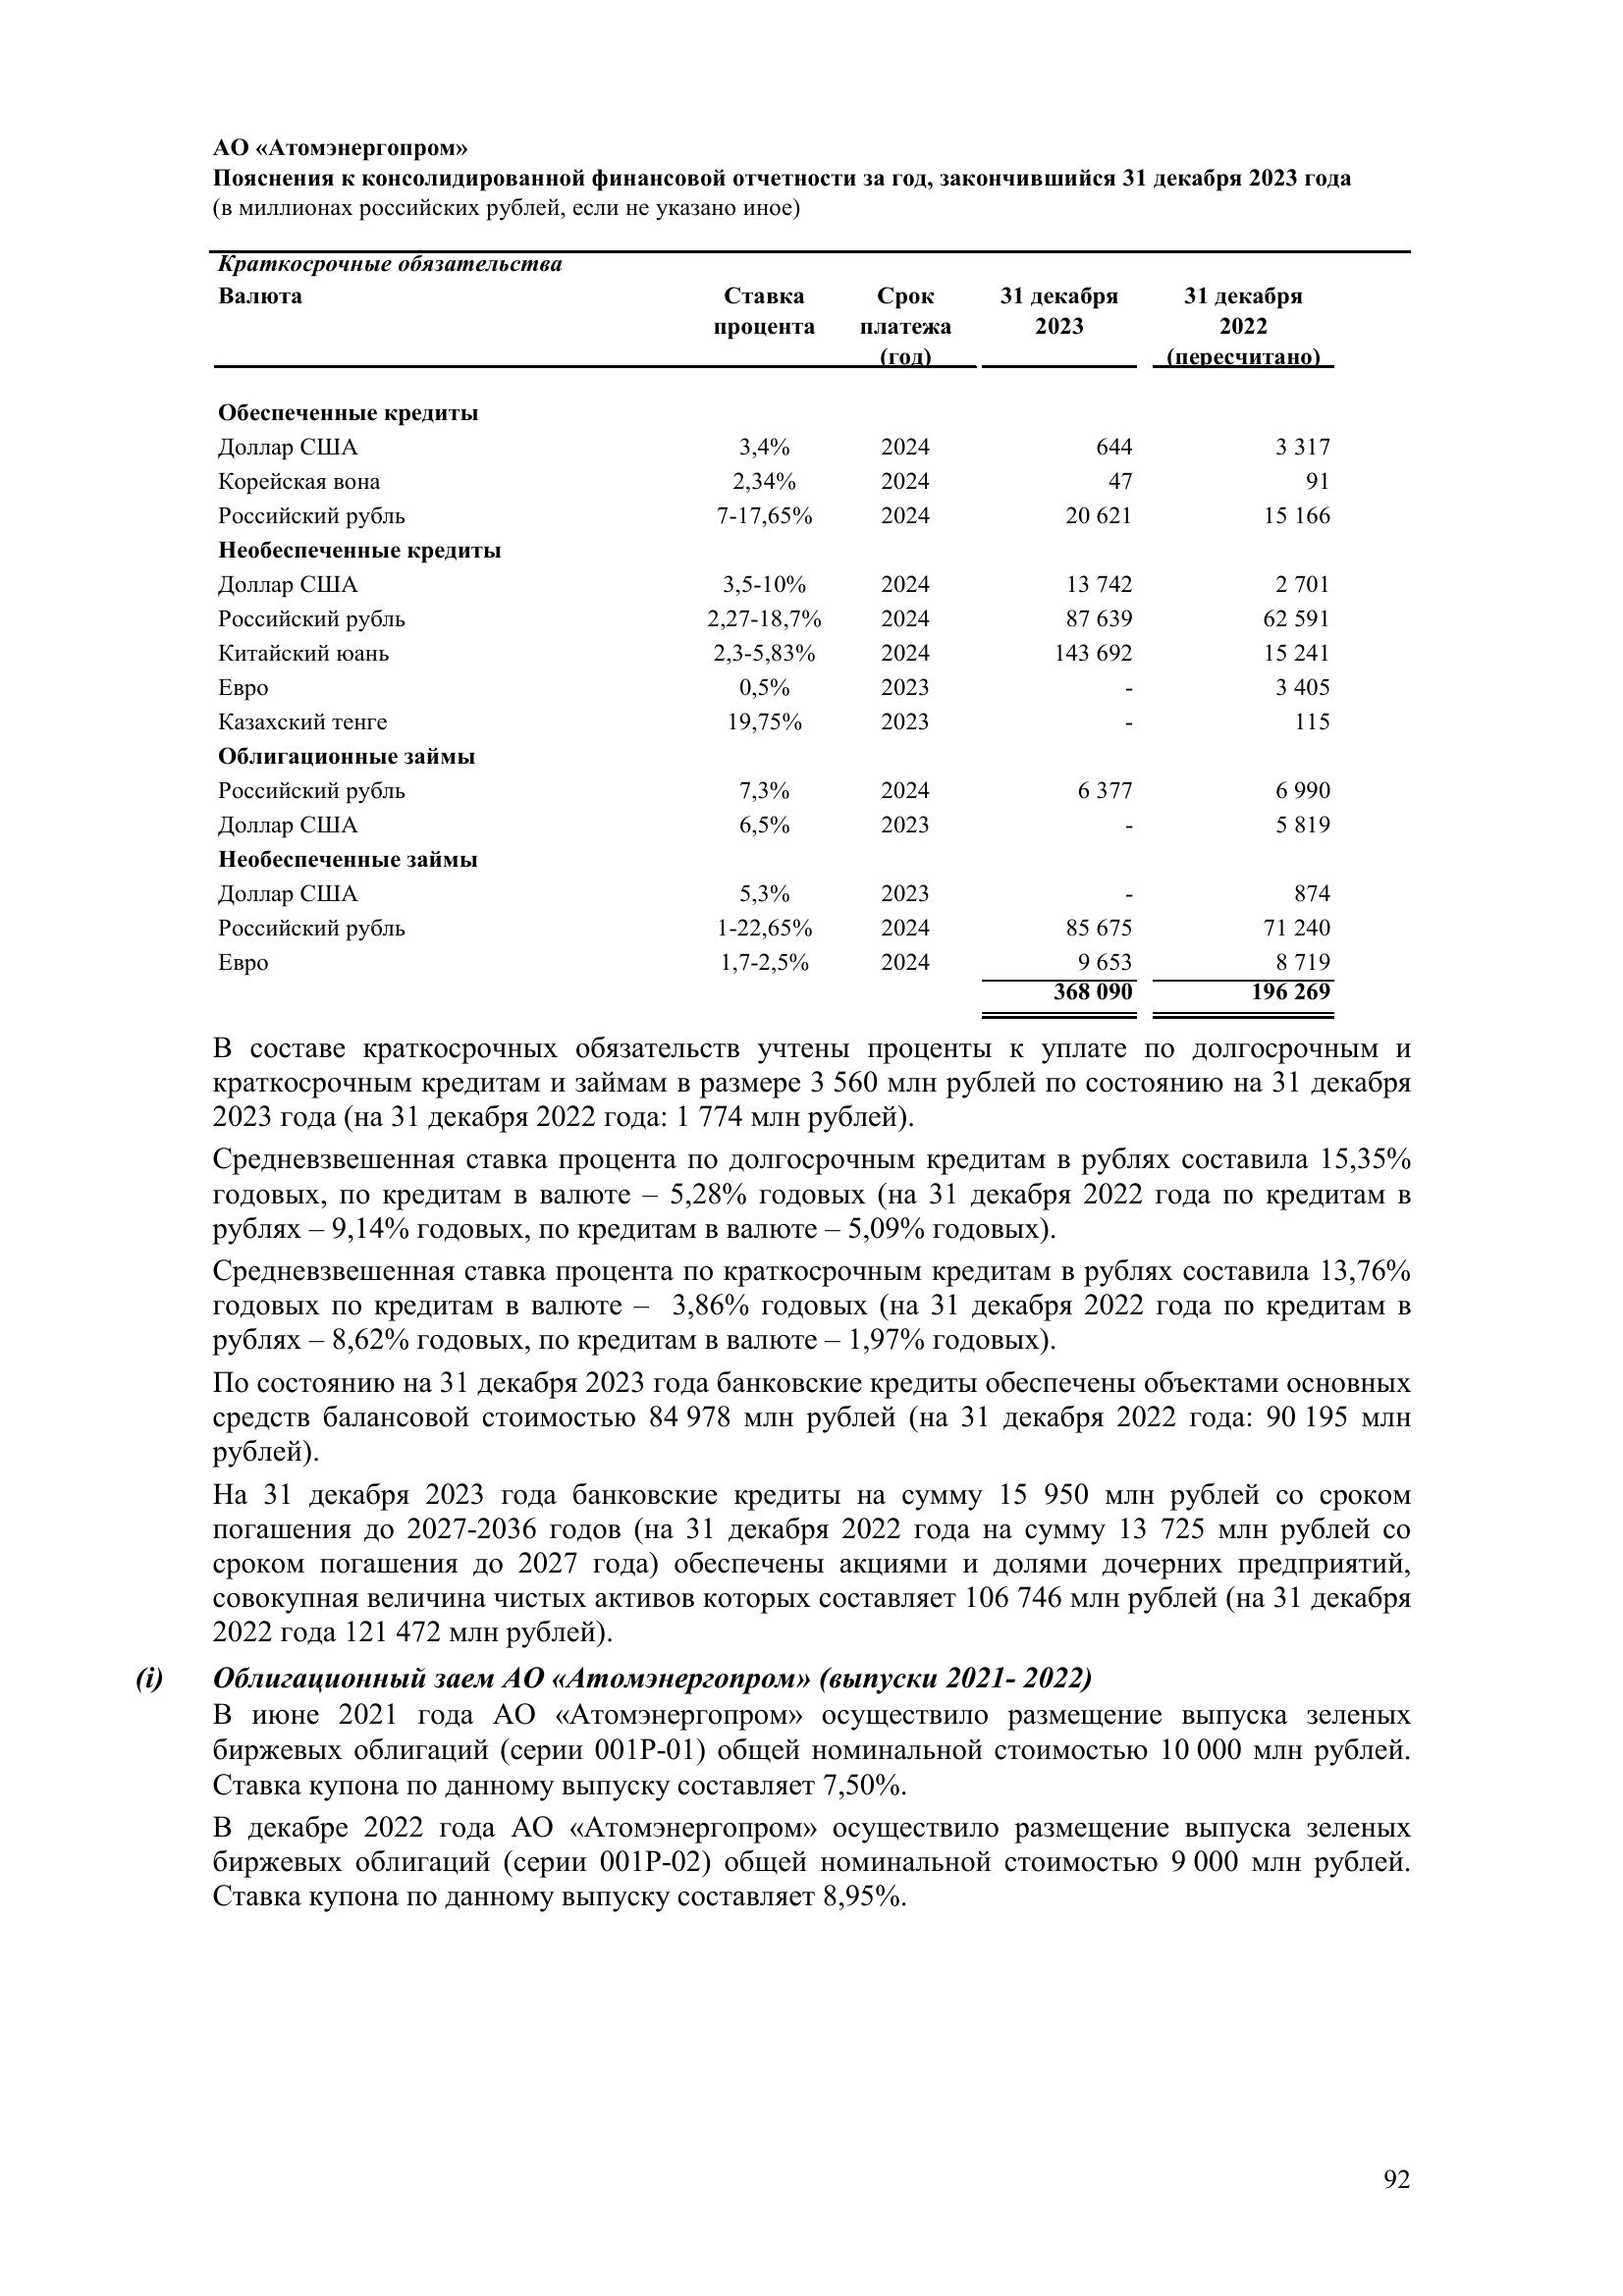 АО «Атомэнергопром»
Пояснения к консолидированной финансовой отчетности за год, закончившийся 31 декабря 2023 года
(в миллионах российских рублей, если не указано иное)
Краткосрочные обязательства
Валюта Ставка Срок 31 декабря 31 декабря
процента платежа 2023 2022
(год) (пересчитано)
Обеспеченные кредиты
Доллар США 3,4% 2024 644 3 317
Корейская вона 2,34% 2024 47 91
Российский рубль 7-17,65% 2024 20 621 15 166
Необеспеченные кредиты
Доллар США 3,5-10% 2024 13 742 2 701
Российский рубль 2,27-18,7% 2024 87 639 62 591
Китайский юань 2,3-5,83% 2024 143 692 15 241
Евро 0,5% 2023 - 3 405
Казахский тенге 19,75% 2023 - 115
Облигационные займы
Российский рубль 7,3% 2024 6 377 6 990
Доллар США 6,5% 2023 - 5 819
Необеспеченные займы
Доллар США 5,3% 2023 - 874
Российский рубль 1-22,65% 2024 85 675 71 240
Евро 1,7-2,5% 2024 9 653 8 719
368 090 196 269
В составе краткосрочных обязательств учтены проценты к уплате по долгосрочным и
краткосрочным кредитам и займам в размере 3 560 млн рублей по состоянию на 31 декабря
2023 года (на 31 декабря 2022 года: 1 774 млн рублей).
Средневзвешенная ставка процента по долгосрочным кредитам в рублях составила 15,35%
годовых, по кредитам в валюте – 5,28% годовых (на 31 декабря 2022 года по кредитам в
рублях – 9,14% годовых, по кредитам в валюте – 5,09% годовых).
Средневзвешенная ставка процента по краткосрочным кредитам в рублях составила 13,76%
годовых по кредитам в валюте – 3,86% годовых (на 31 декабря 2022 года по кредитам в
рублях – 8,62% годовых, по кредитам в валюте – 1,97% годовых).
По состоянию на 31 декабря 2023 года банковские кредиты обеспечены объектами основных
средств балансовой стоимостью 84 978 млн рублей (на 31 декабря 2022 года: 90 195 млн
рублей).
На 31 декабря 2023 года банковские кредиты на сумму 15 950 млн рублей со сроком
погашения до 2027-2036 годов (на 31 декабря 2022 года на сумму 13 725 млн рублей со
сроком погашения до 2027 года) обеспечены акциями и долями дочерних предприятий,
совокупная величина чистых активов которых составляет 106 746 млн рублей (на 31 декабря
2022 года 121 472 млн рублей).
(i) Облигационный заем АО «Атомэнергопром» (выпуски 2021- 2022)
В июне 2021 года АО «Атомэнергопром» осуществило размещение выпуска зеленых
биржевых облигаций (серии 001P-01) общей номинальной стоимостью 10 000 млн рублей.
Ставка купона по данному выпуску составляет 7,50%.
В декабре 2022 года АО «Атомэнергопром» осуществило размещение выпуска зеленых
биржевых облигаций (серии 001P-02) общей номинальной стоимостью 9 000 млн рублей.
Ставка купона по данному выпуску составляет 8,95%.
92